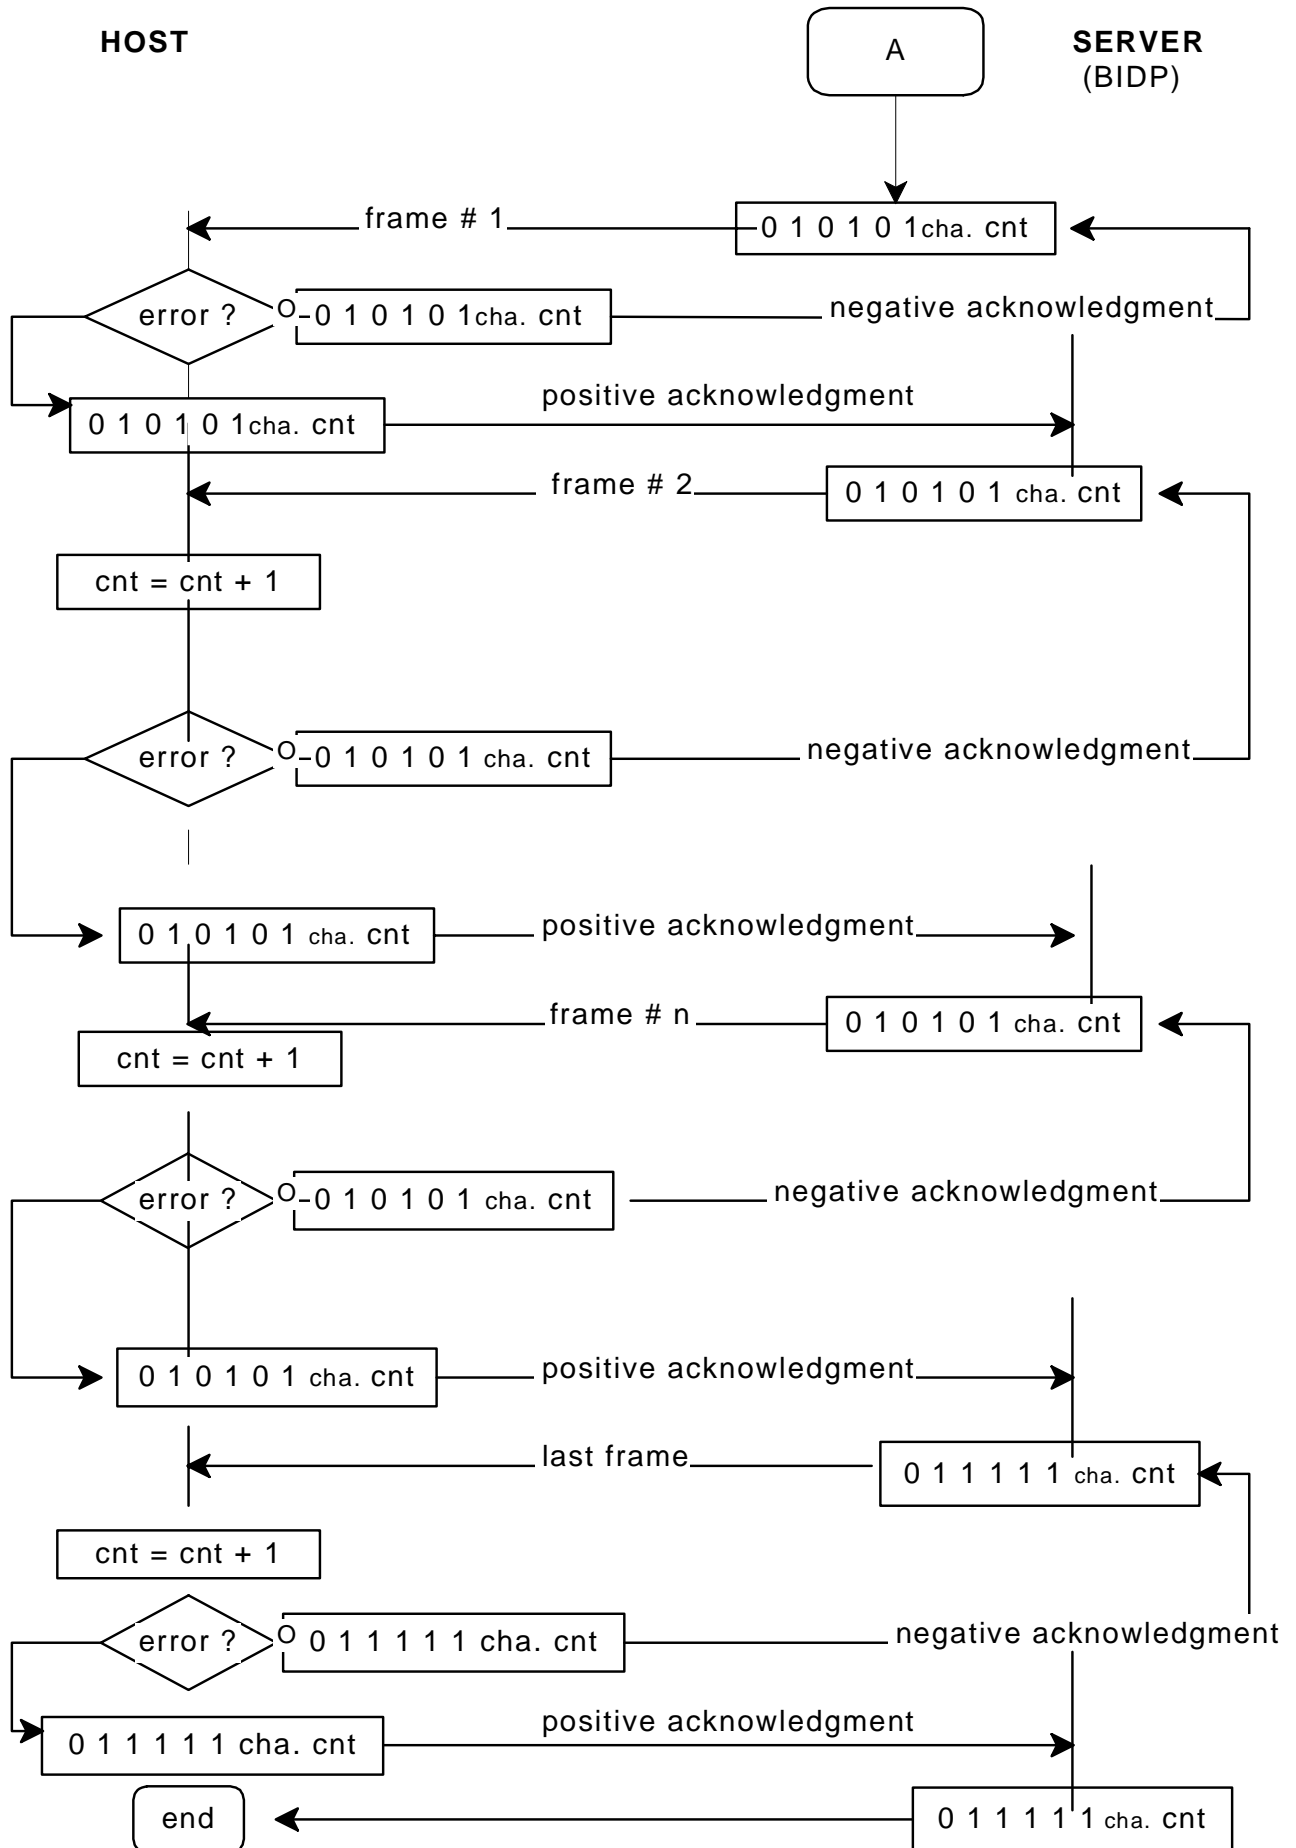 HOST
A
SERVER
(BIDP)
frame # 1
0 1 0 1 0 1 cha. cnt
error ?
O
0 1 0 1 0 1 cha. cnt
negative acknowledgment
positive acknowledgment
0 1 0 1 0 1 cha. cnt
frame # 2
0 1 0 1 0 1 cha. cnt
cnt = cnt + 1
error ?
O
0 1 0 1 0 1 cha. cnt
negative acknowledgment
0 1 0 1 0 1 cha. cnt
positive acknowledgment
frame # n
0 1 0 1 0 1 cha. cnt
cnt = cnt + 1
error ?
O
0 1 0 1 0 1 cha. cnt
negative acknowledgment
0 1 0 1 0 1 cha. cnt
positive acknowledgment
last frame
0 1 1 1 1 1 cha. cnt
cnt = cnt + 1
error ?
O
0 1 1 1 1 1 cha. cnt
negative acknowledgment
positive acknowledgment
0 1 1 1 1 1 cha. cnt
end
0 1 1 1 1 1 cha. cnt